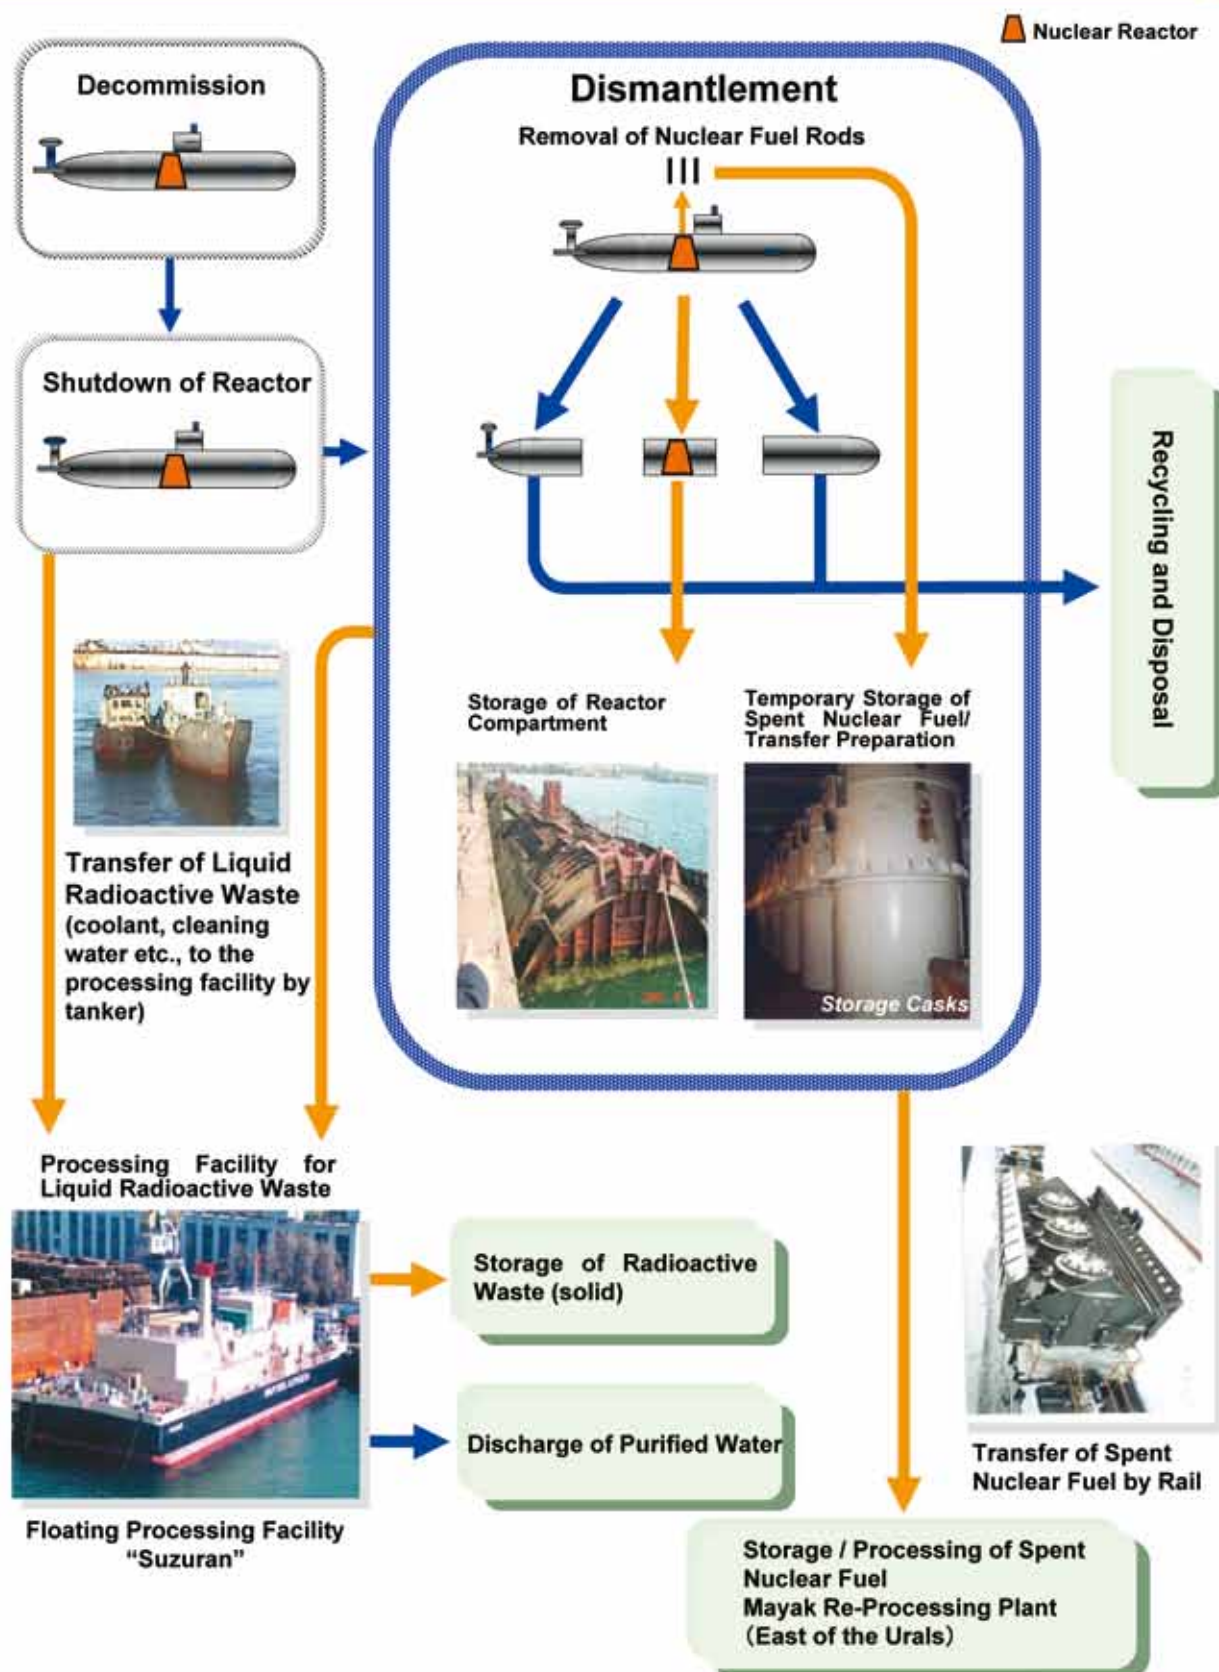 Nuclear Reactor
Decommission
Dismantlement
Removal of Nuclear Fuel Rods
Shutdown of Reactor
Recycling and Disposal
Storage of Reactor
Compartment
Temporary Storage of
Spent Nuclear Fuel/
Transfer Preparation
Storage Casks
Transfer of Liquid
Radioactive Waste
(coolant, cleaning
water etc., to the
processing facility by
tanker)
Processing Facility for
Liquid Radioactive Waste
Storage of Radioactive
Waste (solid)
Discharge of Purified Water
Floating Processing Facility
“Suzuran”
Transfer of Spent
Nuclear Fuel by Rail
Storage / Processing of Spent
Nuclear Fuel
Mayak Re-Processing Plant
(East of the Urals)